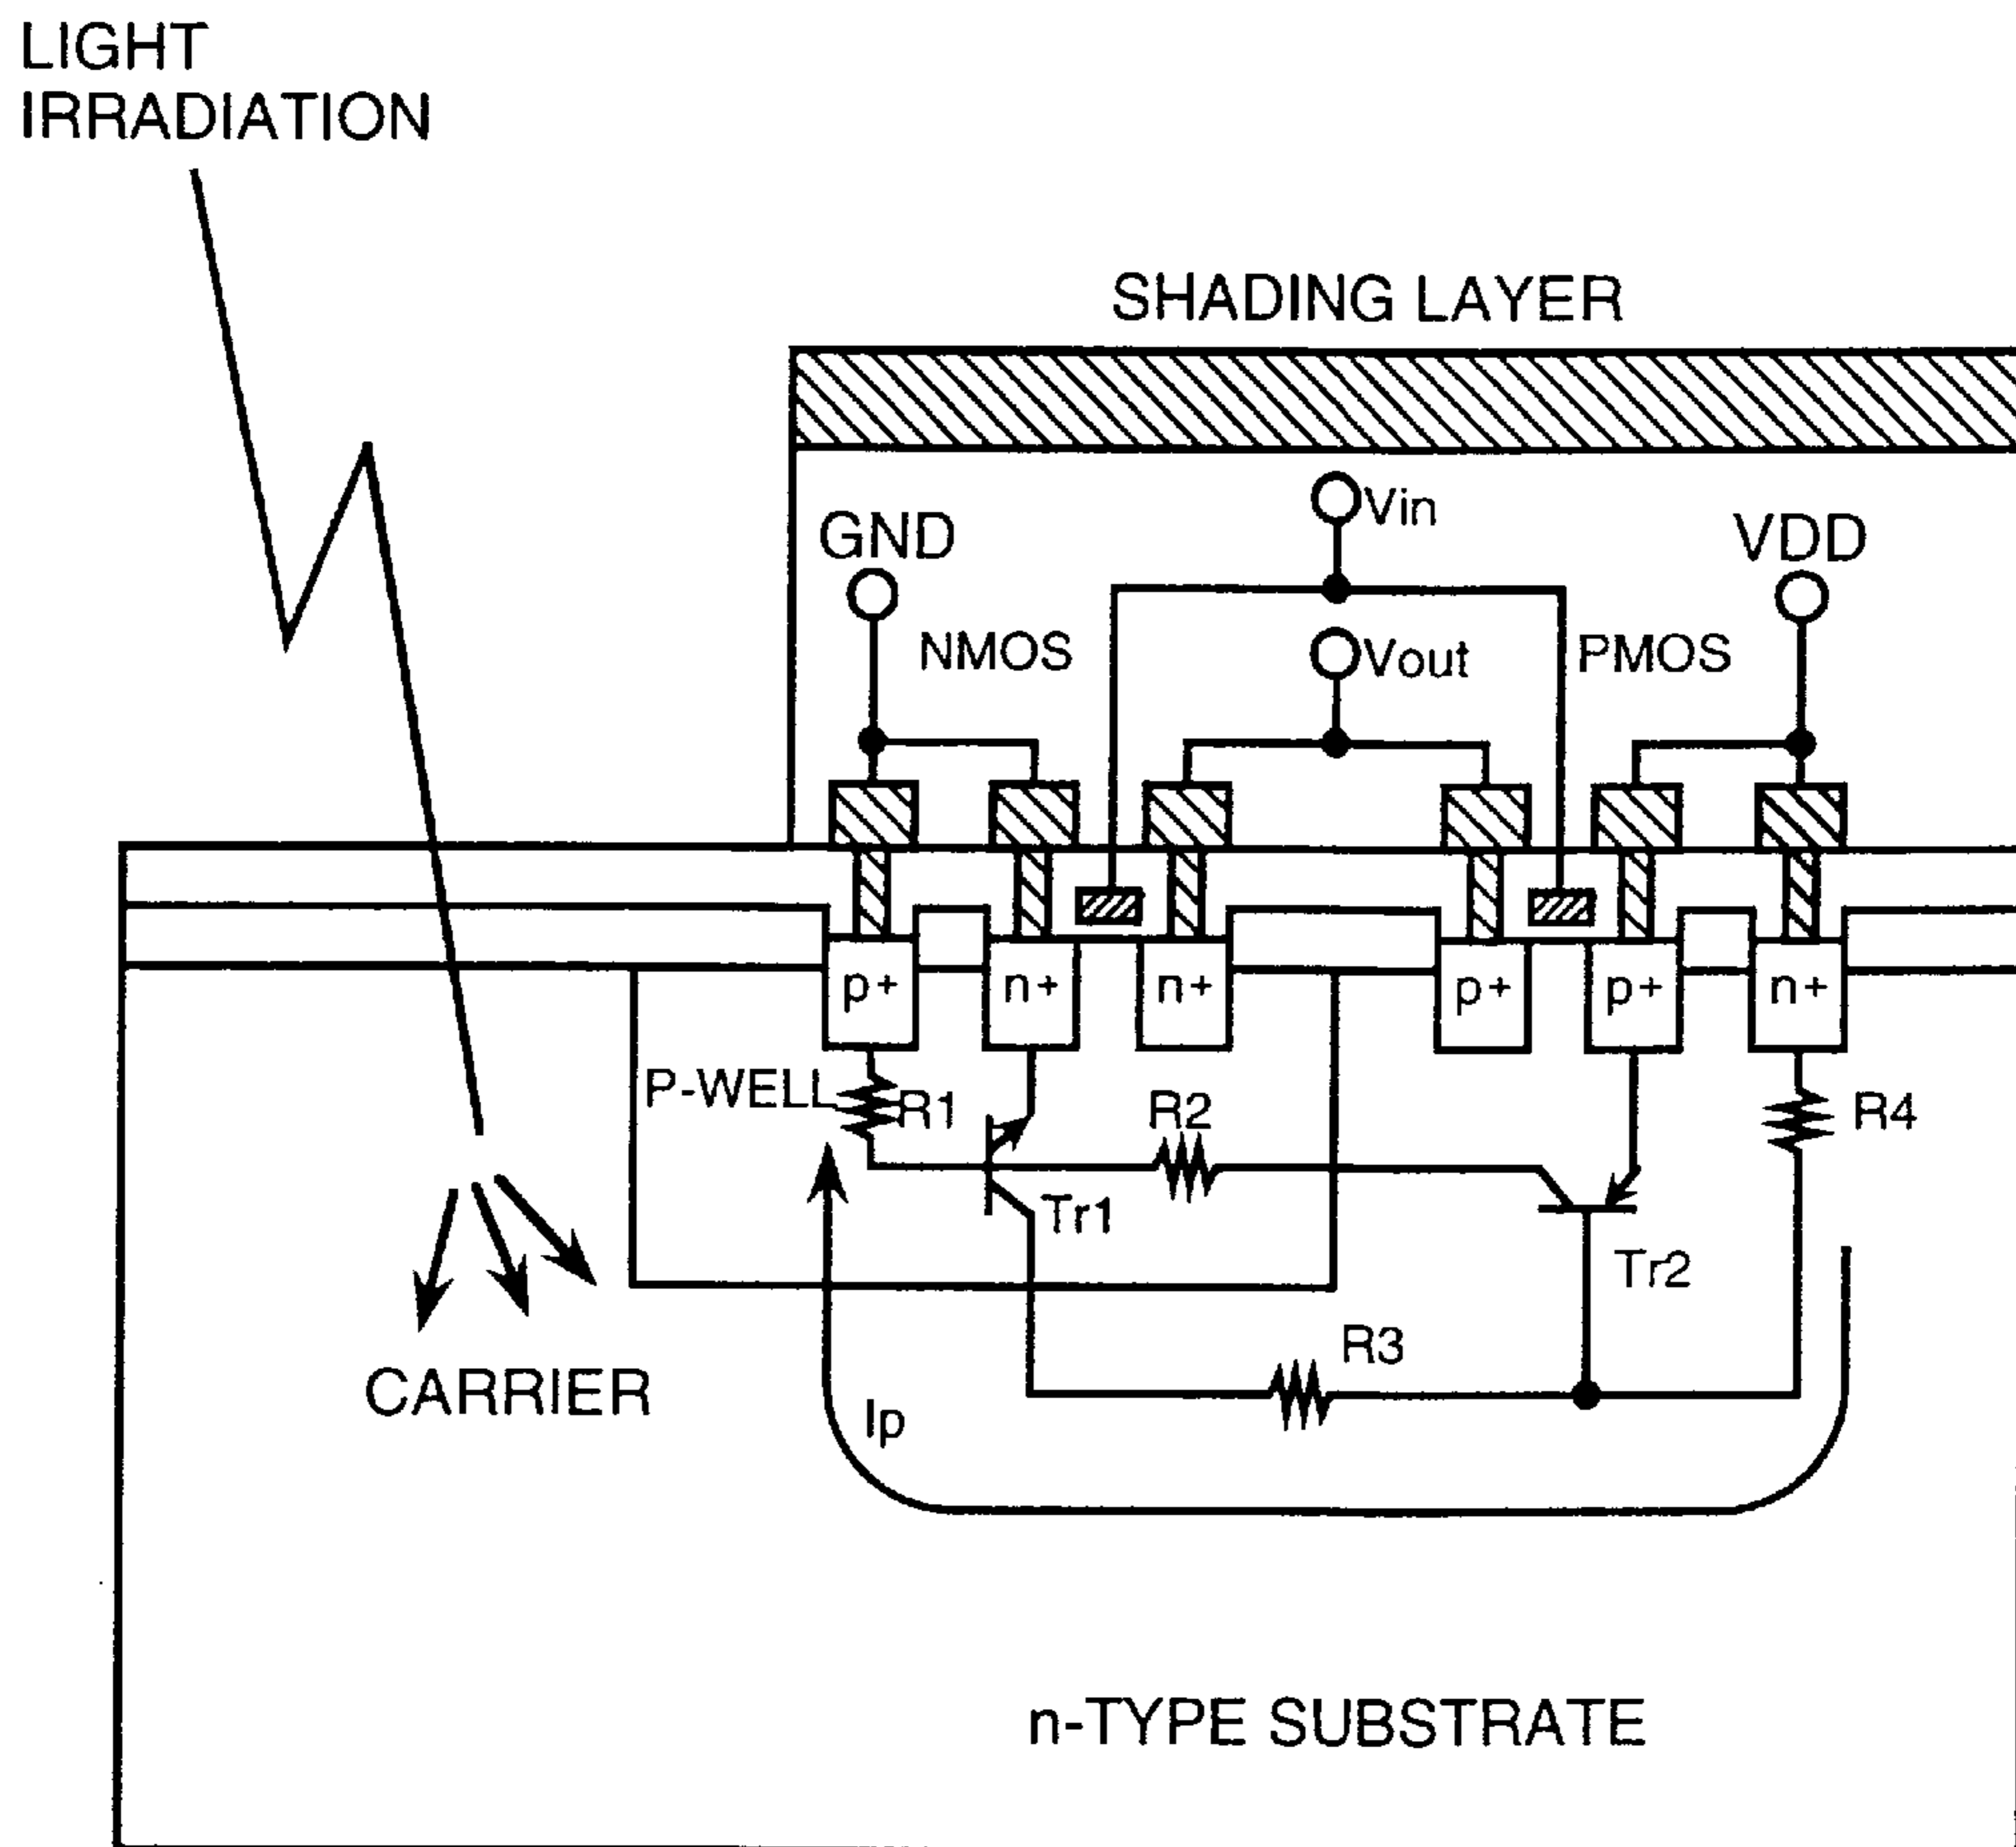 LIGHT
IRRADIATION
SHADING LAYER
Vin
GND
VDD
NMOS
Vout
PMOS
p+
n+
n+
p+
p+
n+
P-WELL
R1
R2
R4
Tr1
Tr2
R3
CARRIER
Ip
n-TYPE SUBSTRATE